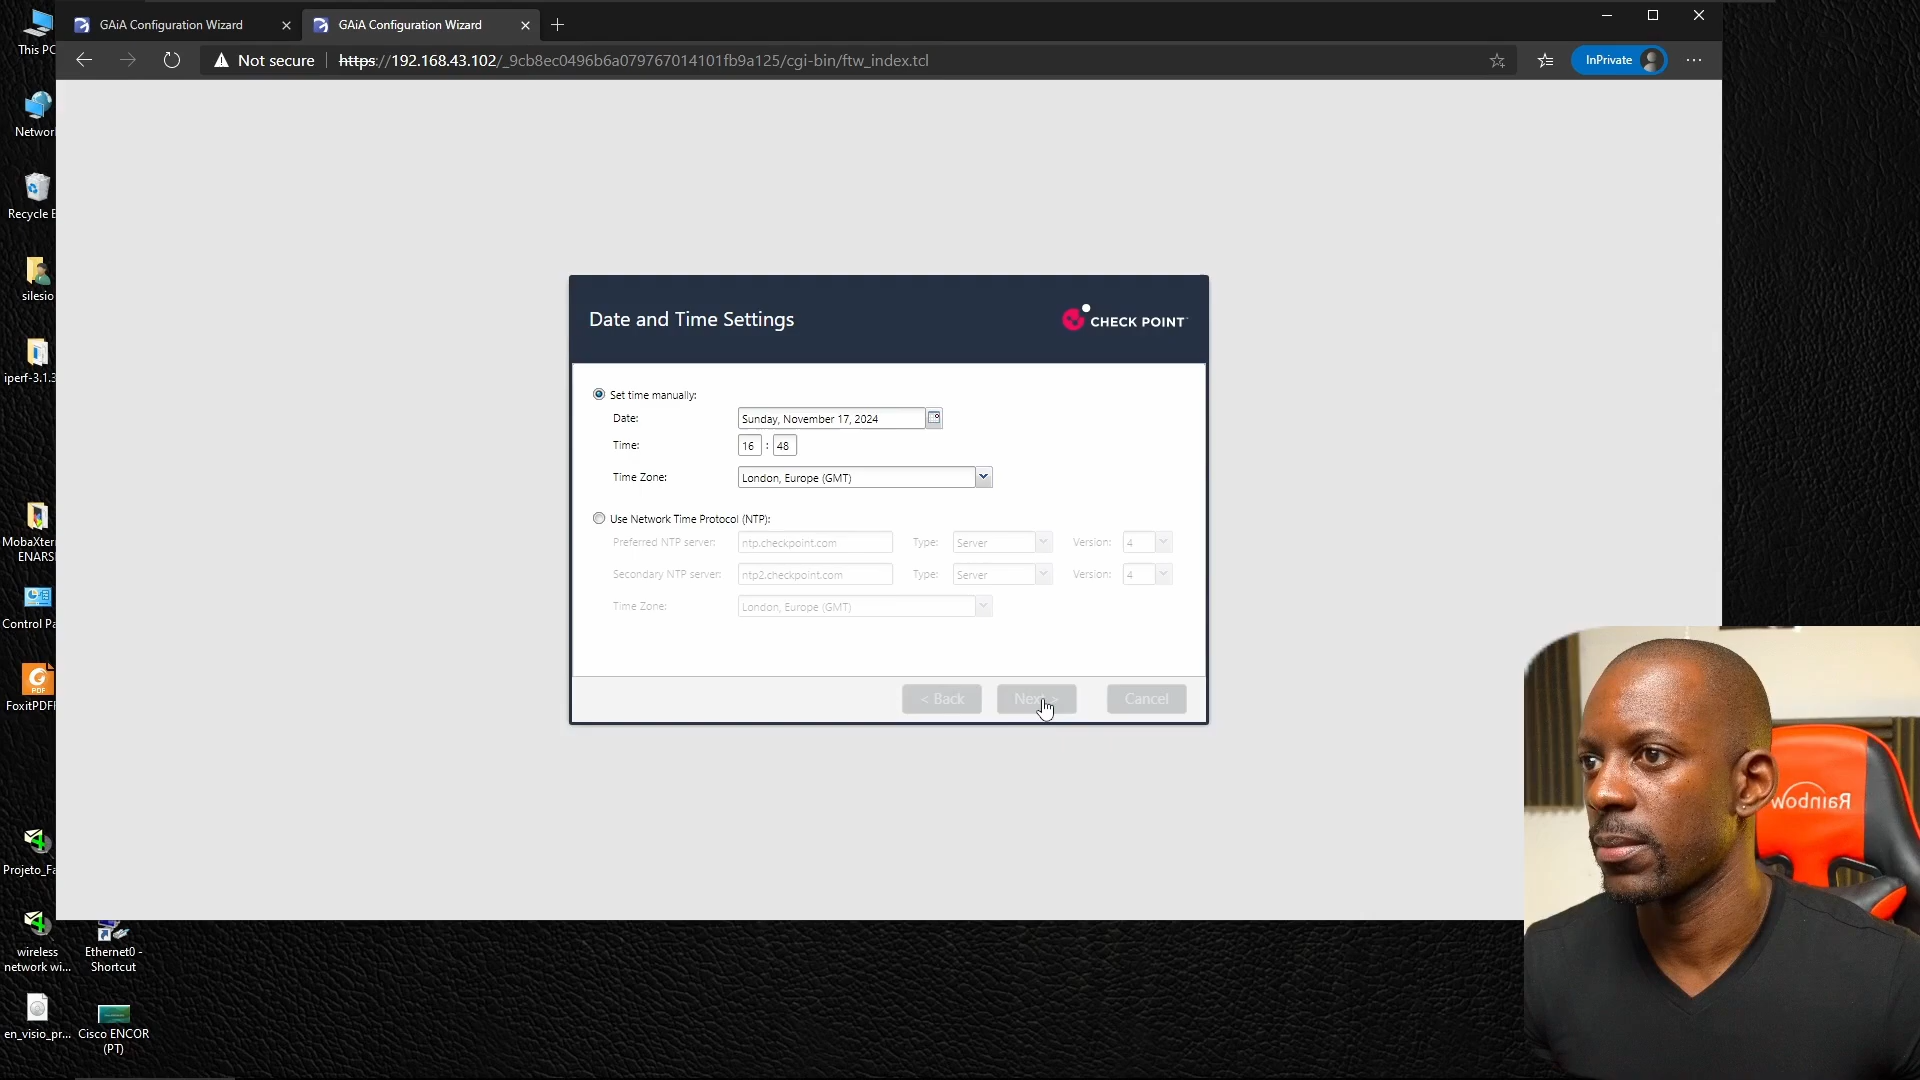 GAiA Configuration Wizard
GAiA Configuration Wizard
Not secure
https://192.168.43.102/_9cb8ec0496b6a079767014101fb9a125/cgi-bin/ftw_index.tcl
InPrivate
This PC
Networ
Recycle B
silesio
iperf-3.1.3
MobaXter
ENARS
Control Pa
FoxitPDFI
Projeto_Fa
wireless
network wi...
Ethernet0 -
Shortcut
en_visio_pr...
Cisco ENCOR
(PT)
Date and Time Settings
CHECK POINT
Set time manually:
Date: Sunday, November 17, 2024
Time: 16 : 48
Time Zone: London, Europe (GMT)
Use Network Time Protocol (NTP):
Preferred NTP server: ntp.checkpoint.com Type: Server Version: 4
Secondary NTP server: ntp2.checkpoint.com Type: Server Version: 4
Time Zone: London, Europe (GMT)
< Back
Next >
Cancel
Rainbow